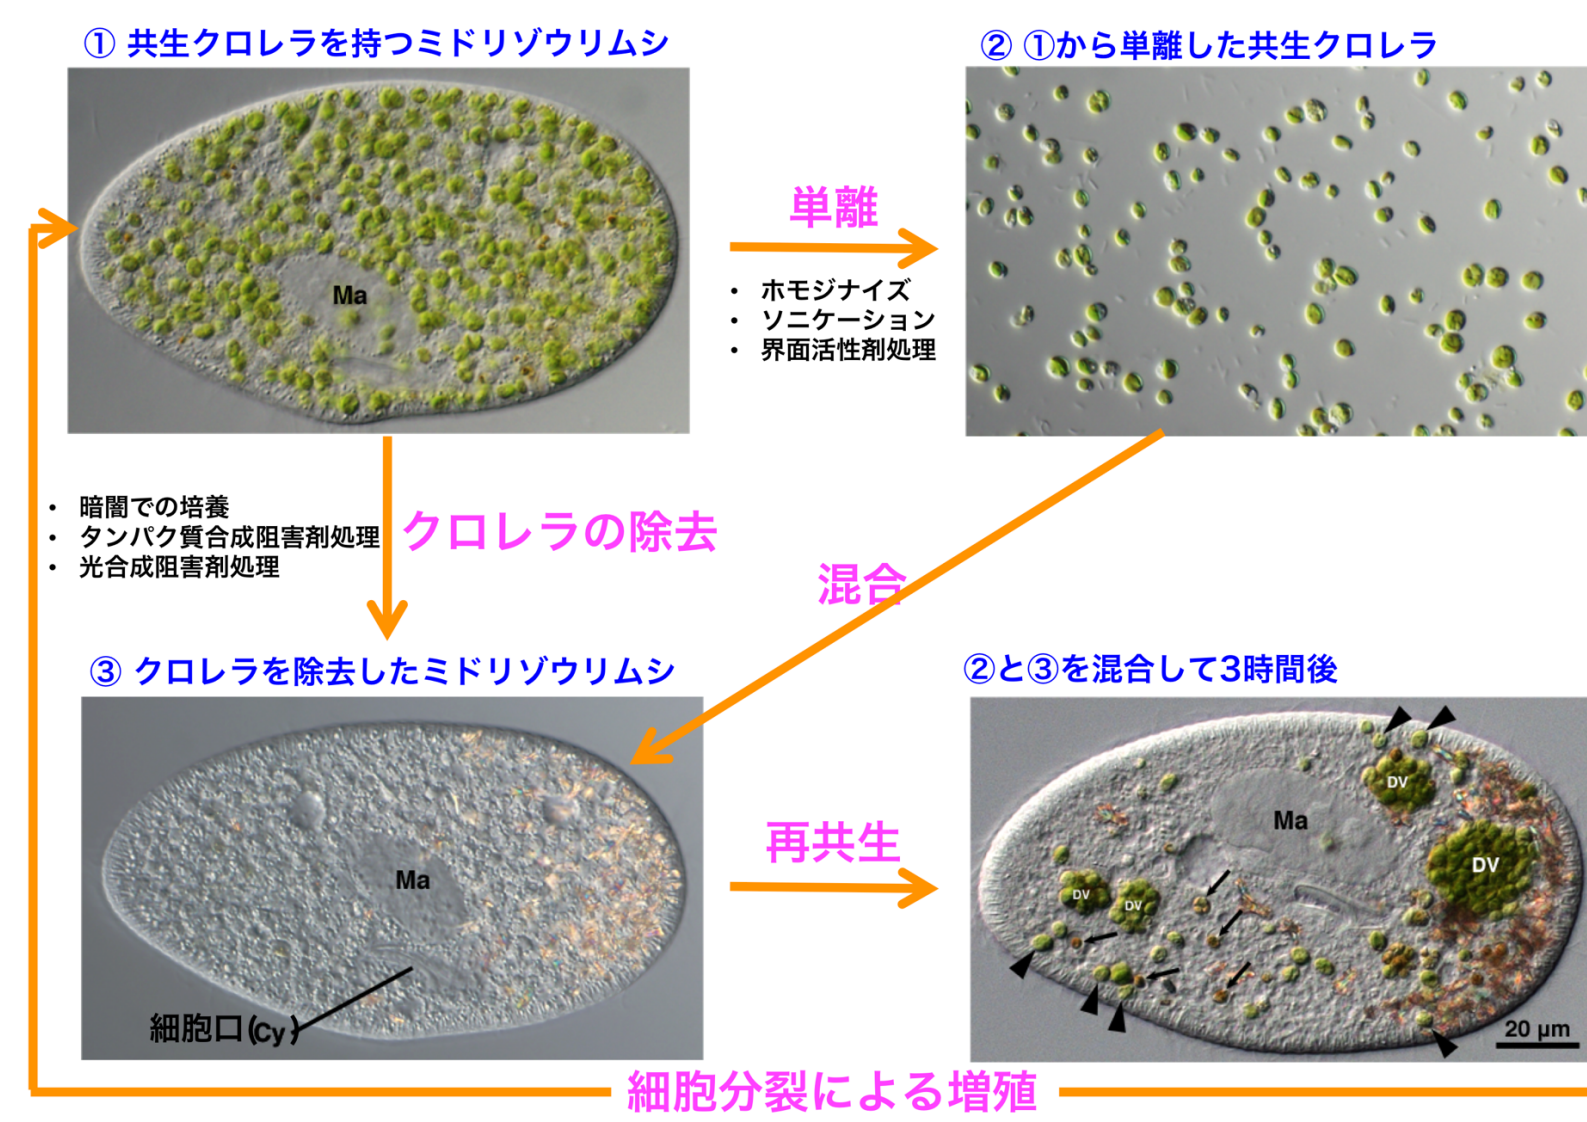 ① 共生クロレラを持つミドリゾウリムシ
② ①から単離した共生クロレラ
Ma
単離
• ホモジナイズ
• ソニケーション
• 界面活性剤処理
• 暗闇での培養
• タンパク質合成阻害剤処理
• 光合成阻害剤処理
クロレラの除去
混合
③ クロレラを除去したミドリゾウリムシ
②と③を混合して3時間後
Ma
細胞口(Cy)
再共生
DV
Ma
DV
DV
DV
20 µm
細胞分裂による増殖